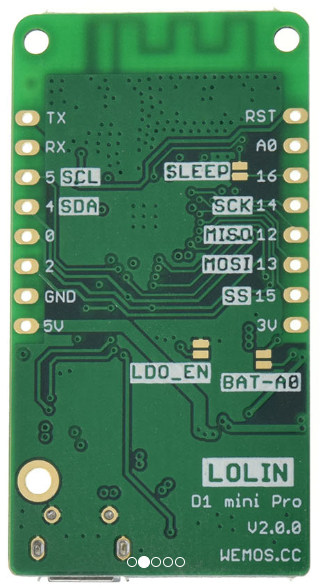 TX RST
RX A0
5 SCL SLEEP 16
4 SDA SCK 14
0 MISO 12
2 MOSI 13
GND SS 15
5V 3V
LDO_EN
BAT-A0
LOLIN
D1 mini Pro
V2.0.0
WEMOS.CC